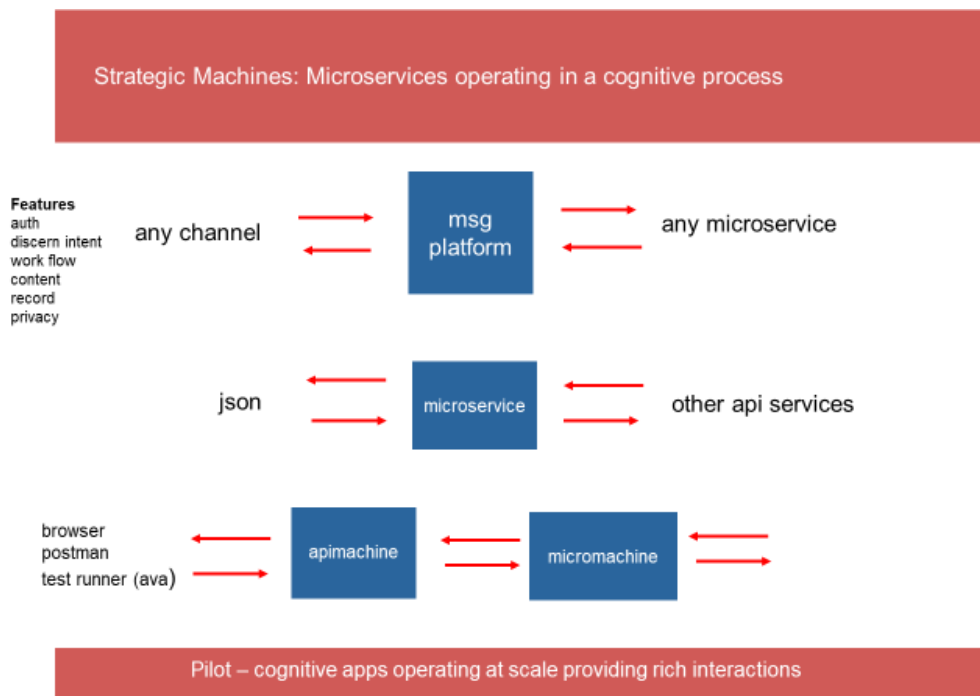 Strategic Machines: Microservices operating in a cognitive process
Features
auth
discern intent
work flow
content
record
privacy
any channel
msg
platform
any microservice
json
microservice
other api services
browser
postman
test runner (ava)
apimachine
micromachine
Pilot – cognitive apps operating at scale providing rich interactions